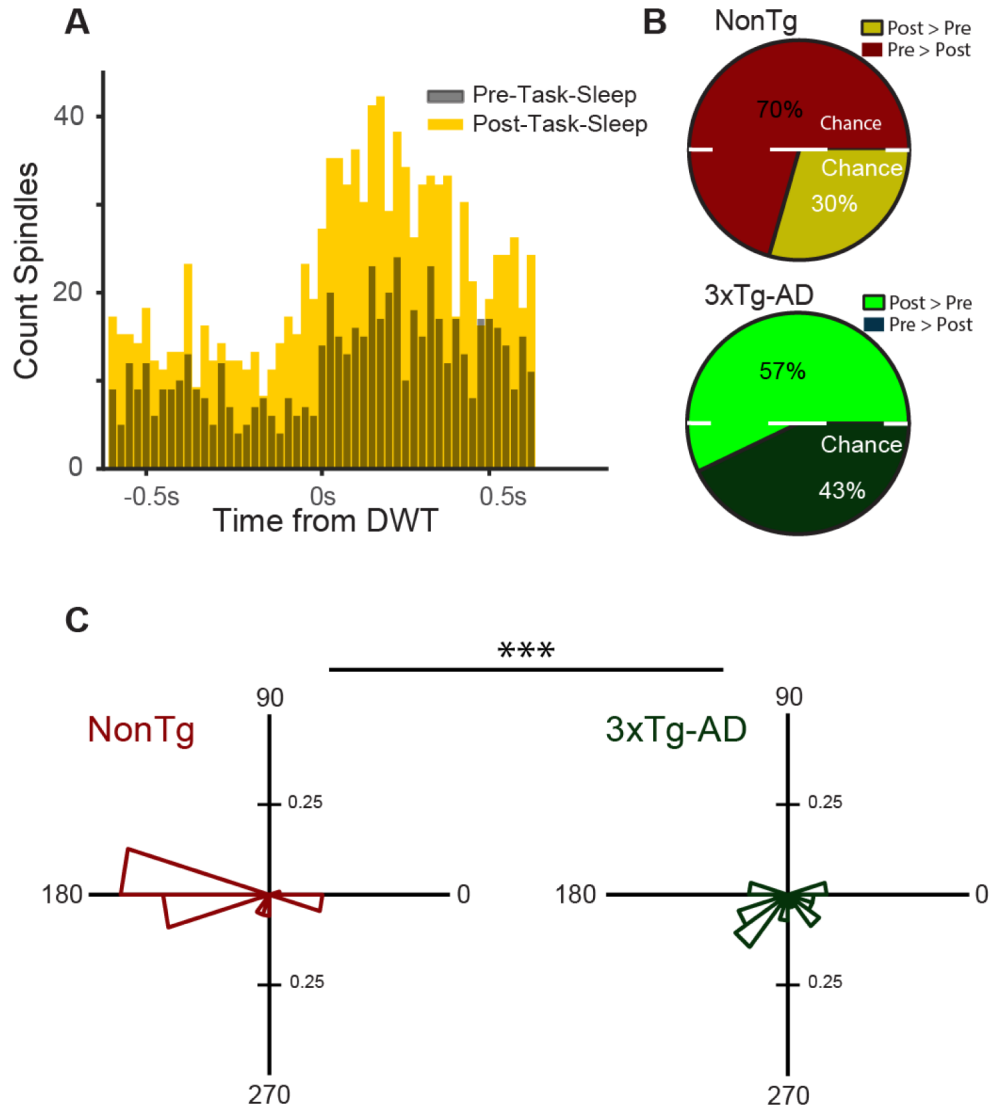 A
40
20
0
Count Spindles
Pre-Task-Sleep
Post-Task-Sleep
-0.5s
0s
0.5s
Time from DWT
B
NonTg
Post > Pre
Pre > Post
70%
Chance
Chance
30%
3xTg-AD
Post > Pre
Pre > Post
57%
Chance
43%
C
***
NonTg
90
0.25
180
0
0.25
270
3xTg-AD
90
0.25
180
0
0.25
270